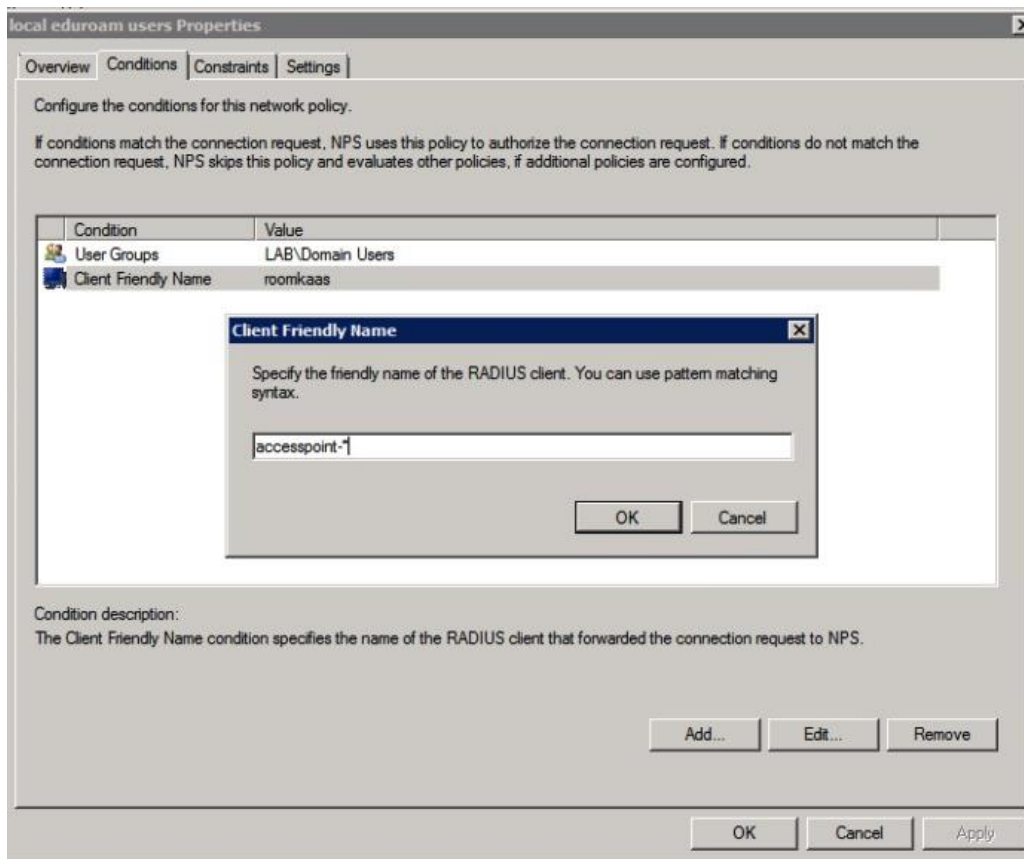 local eduroam users Properties
Overview Conditions Constraints Settings
Configure the conditions for this network policy.
If conditions match the connection request, NPS uses this policy to authorize the connection request. If conditions do not match the
connection request, NPS skips this policy and evaluates other policies, if additional policies are configured.
Condition Value
User Groups LAB\Domain Users
Client Friendly Name roomkaas
Client Friendly Name
Specify the friendly name of the RADIUS client. You can use pattern matching
syntax.
accesspoint-*
OK Cancel
Condition description:
The Client Friendly Name condition specifies the name of the RADIUS client that forwarded the connection request to NPS.
Add... Edit... Remove
OK Cancel Apply